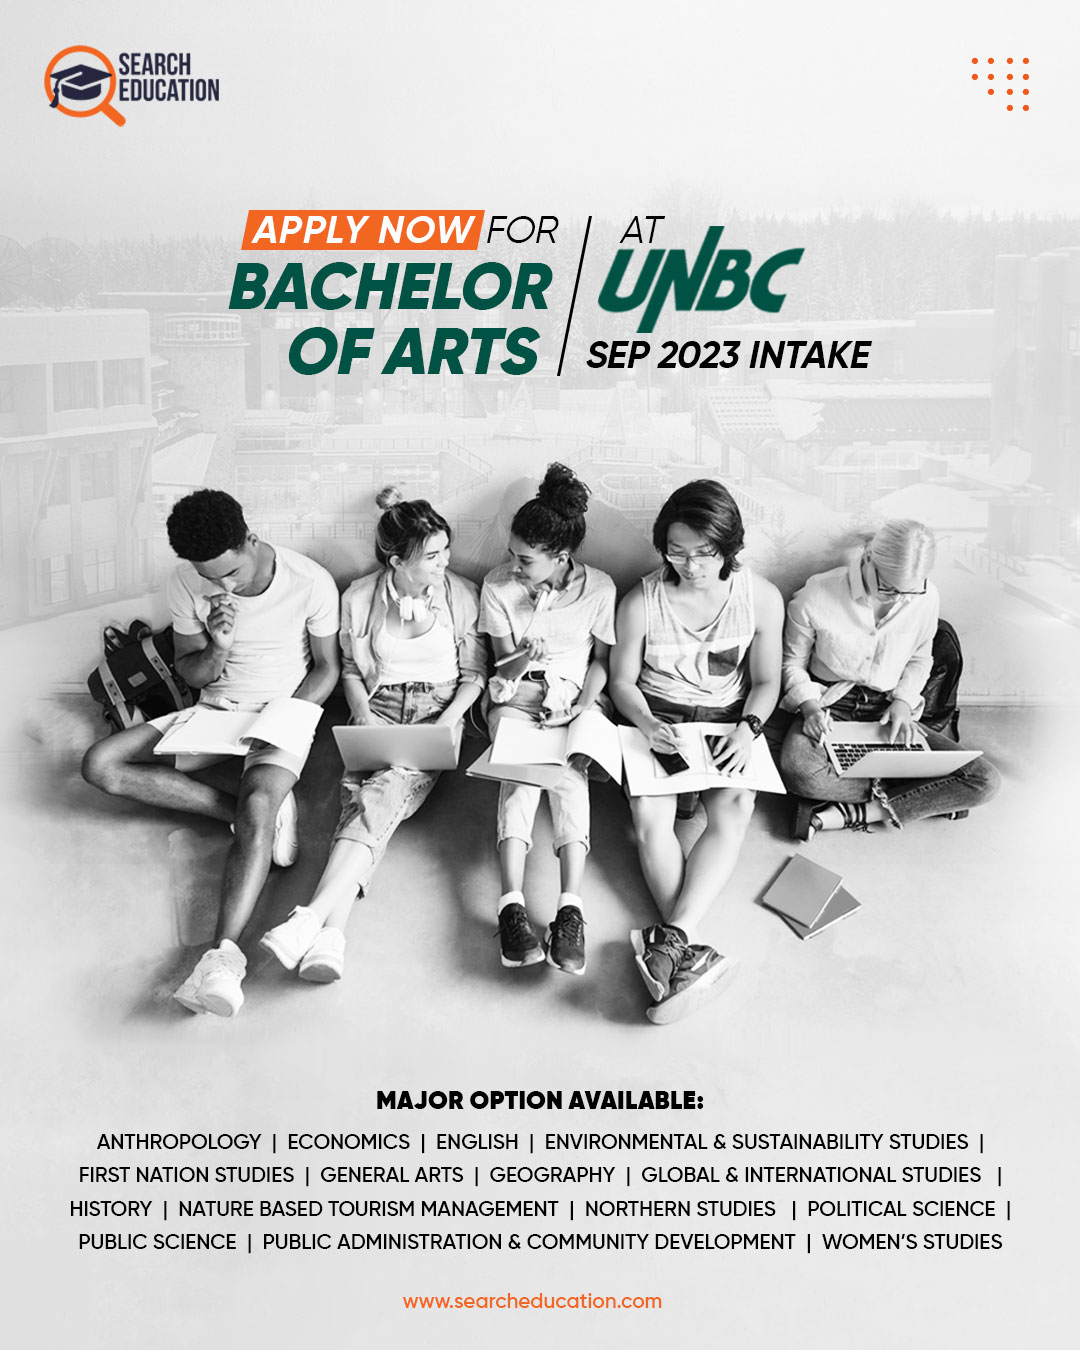 SEARCH
EDUCATION
APPLY NOW FOR
BACHELOR
OF ARTS
AT
UNBC
SEP 2023 INTAKE
MAJOR OPTION AVAILABLE:
ANTHROPOLOGY | ECONOMICS | ENGLISH | ENVIRONMENTAL & SUSTAINABILITY STUDIES |
FIRST NATION STUDIES | GENERAL ARTS | GEOGRAPHY | GLOBAL & INTERNATIONAL STUDIES |
HISTORY | NATURE BASED TOURISM MANAGEMENT | NORTHERN STUDIES | POLITICAL SCIENCE |
PUBLIC SCIENCE | PUBLIC ADMINISTRATION & COMMUNITY DEVELOPMENT | WOMEN'S STUDIES
www.searcheducation.com